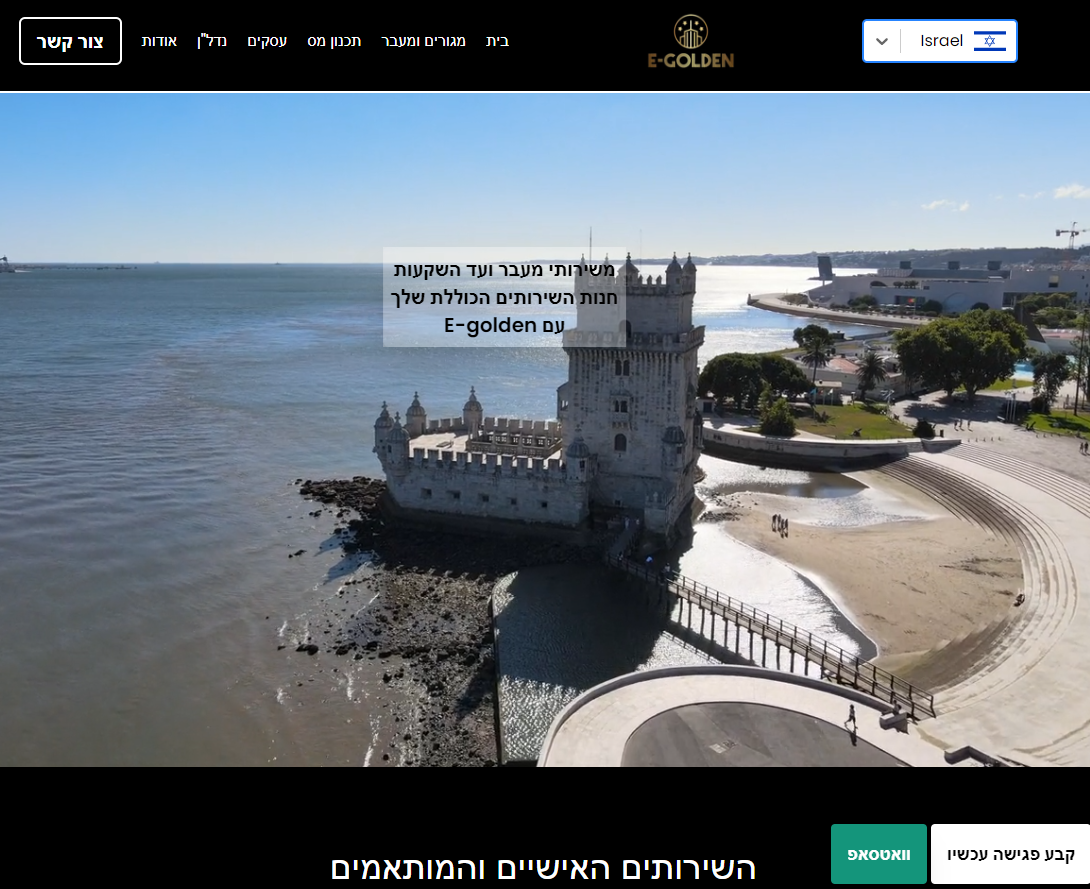 Israel
E-GOLDEN
בית
מגורים ומעבר
תכנון מס
עסקים
נדל"ן
אודות
צור קשר
משירותי מעבר ועד השקעות
חנות השירותים הכוללת שלך
עם E-golden
השירותים האישיים והמותאמים
קבע פגישה עכשיו
וואטסאפ